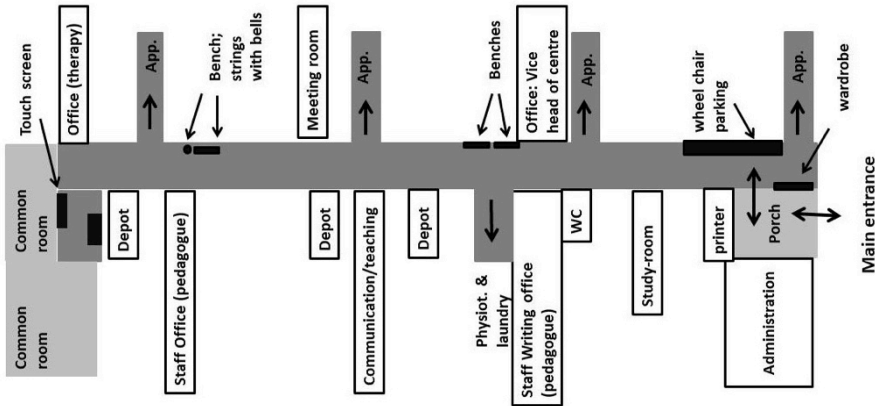 Touch screen
Common
room
Common
room
Office (therapy)
Depot
App.
Staff Office (pedagogue)
Bench;
strings
with bells
Meeting room
Depot
App.
Communication/teaching
Depot
Benches
Physiot. &
laundry
Office: Vice
head of centre
Staff Writing office
(pedagogue)
App.
WC
Study-room
wheel chair
parking
printer
App.
Porch
Administration
wardrobe
Main entrance